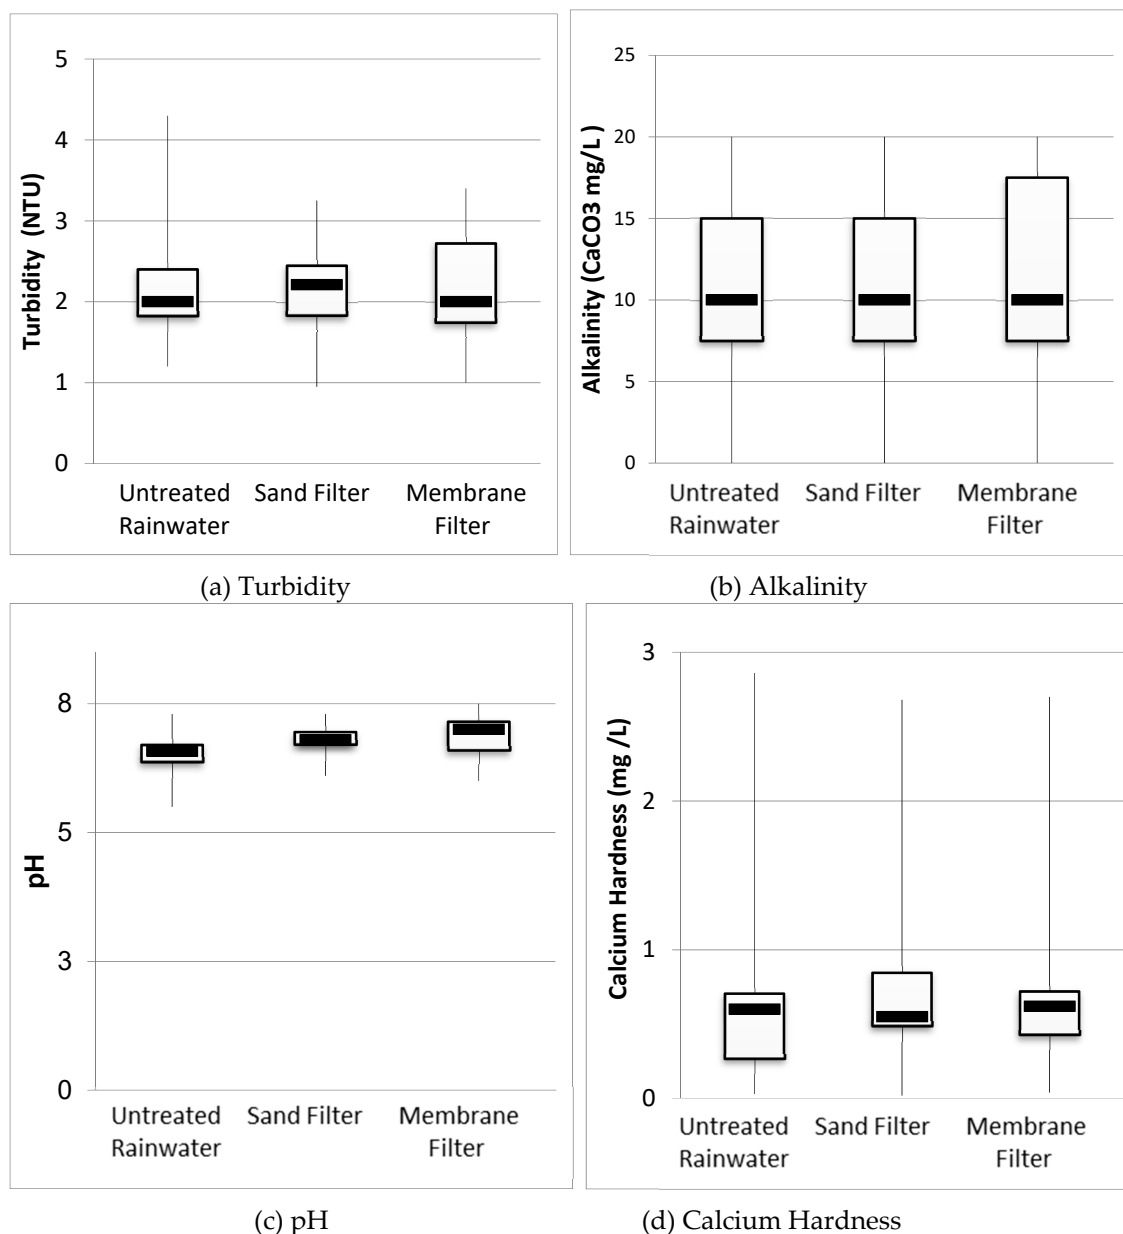 Turbidity (NTU)
5
4
3
2
1
0
Untreated
Rainwater
Sand Filter
Membrane
Filter
(a) Turbidity
Alkalinity (CaCO3 mg/L )
25
20
15
10
5
0
Untreated
Rainwater
Sand Filter
Membrane
Filter
(b) Alkalinity
pH
8
5
3
0
Untreated
Rainwater
Sand Filter
Membrane
Filter
(c) pH
Calcium Hardness (mg /L)
3
2
1
0
Untreated
Rainwater
Sand Filter
Membrane
Filter
(d) Calcium Hardness